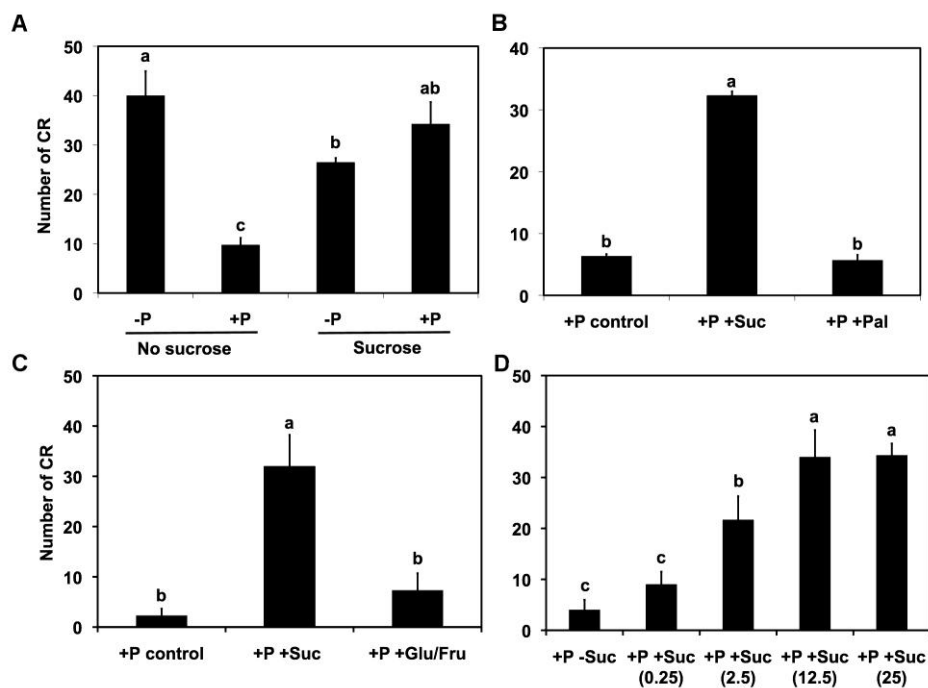 A
Number of CR
50
40
30
20
10
0
a
c
b
ab
-P +P -P +P
No sucrose Sucrose
B
40
30
20
10
0
b
a
b
+P control +P +Suc +P +Pal
C
Number of CR
50
40
30
20
10
0
b
a
b
+P control +P +Suc +P +Glu/Fru
D
50
40
30
20
10
0
c
c
b
a
a
+P -Suc +P +Suc +P +Suc +P +Suc +P +Suc
(0.25) (2.5) (12.5) (25)